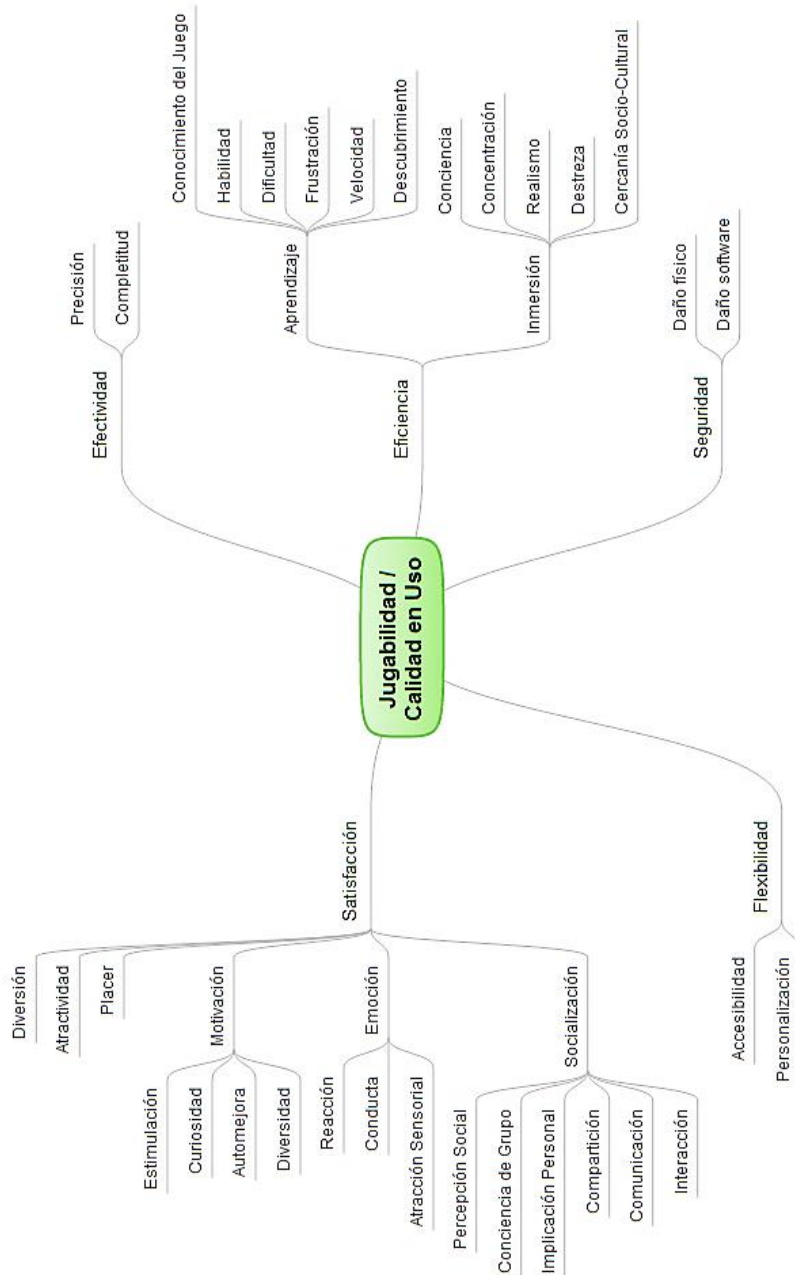 Jugabilidad /
Calidad en Uso
Efectividad
Precisión
Completitud
Eficiencia
Aprendizaje
Conocimiento del Juego
Habilidad
Dificultad
Frustración
Velocidad
Descubrimiento
Inmersión
Conciencia
Concentración
Realismo
Destreza
Cercanía Socio-Cultural
Seguridad
Daño físico
Daño software
Satisfacción
Diversión
Atractividad
Placer
Motivación
Estimulación
Curiosidad
Automejora
Diversidad
Emoción
Reacción
Conducta
Atracción Sensorial
Socialización
Percepción Social
Conciencia de Grupo
Implicación Personal
Compartición
Comunicación
Interacción
Flexibilidad
Accesibilidad
Personalización